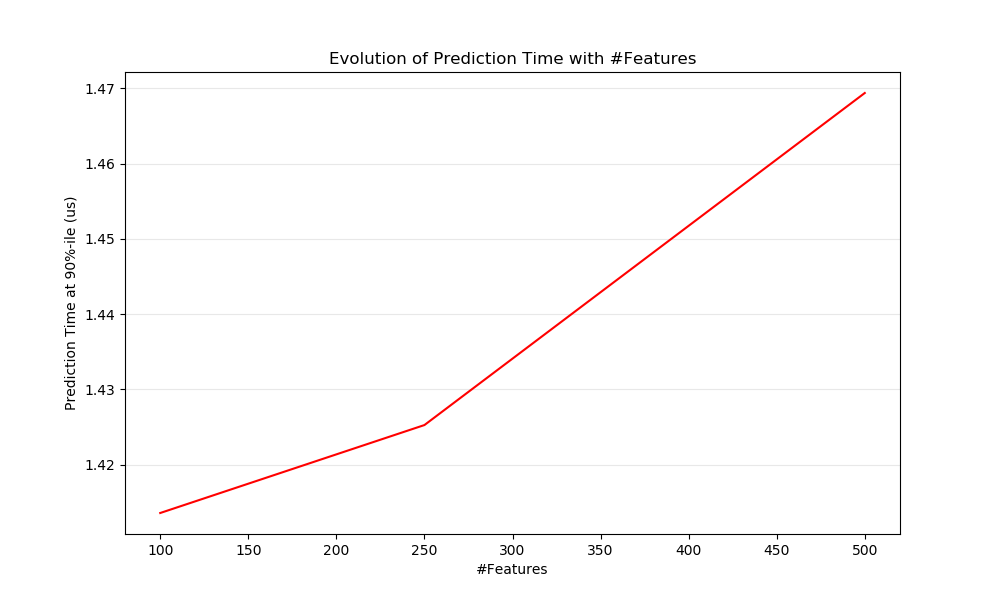 Evolution of Prediction Time with #Features
Prediction Time at 90%-ile (us)
1.47
1.46
1.45
1.44
1.43
1.42
100 150 200 250 300 350 400 450 500
#Features